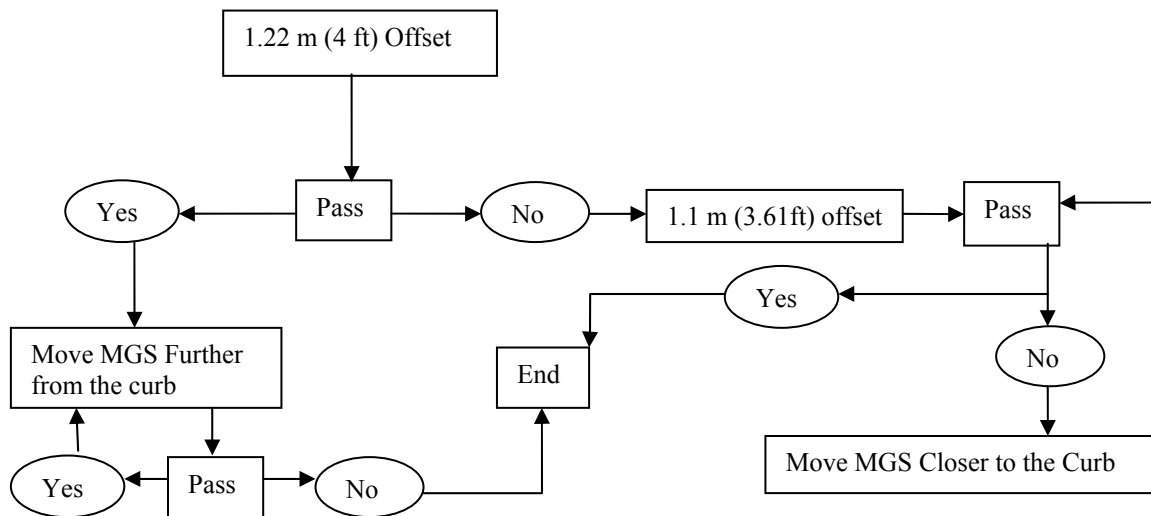 1.22 m (4 ft) Offset
Yes
Pass
No
1.1 m (3.61ft) offset
Pass
Yes
Move MGS Further
from the curb
End
No
Yes
Pass
No
Move MGS Closer to the Curb